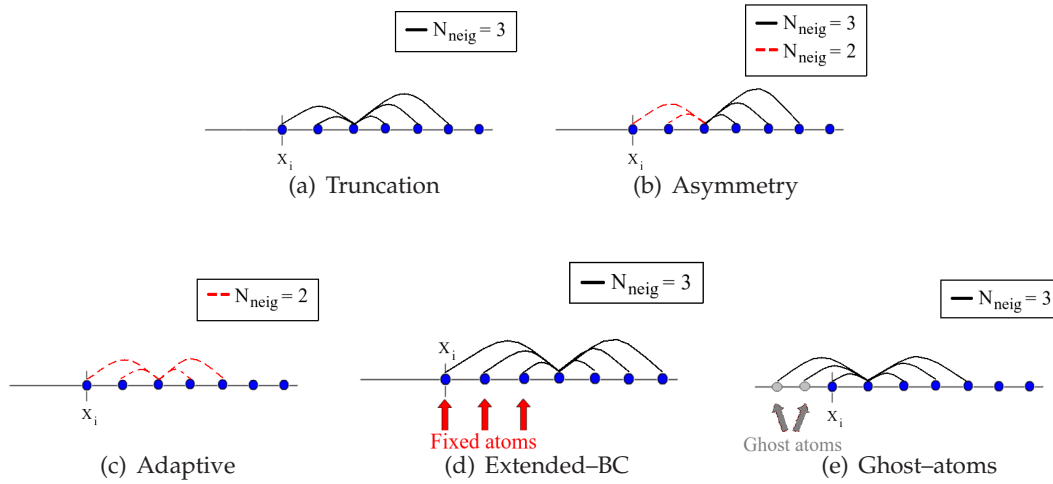 N_neig = 3
N_neig = 3
N_neig = 2
X_i
X_i
(a) Truncation
(b) Asymmetry
N_neig = 2
N_neig = 3
N_neig = 3
X_i
X_i
X_i
Fixed atoms
Ghost atoms
(c) Adaptive
(d) Extended–BC
(e) Ghost–atoms